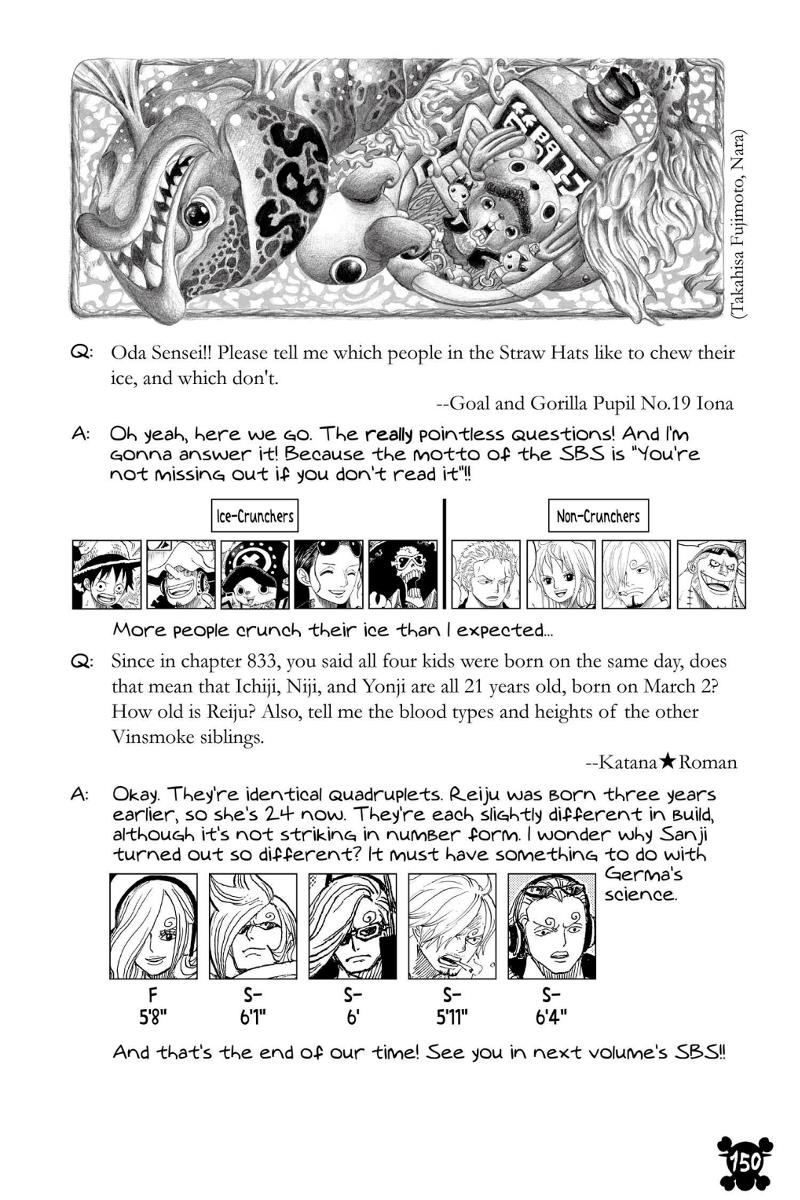 SBS
(Takahisa Fujimoto, Nara)
Q: Oda Sensei!! Please tell me which people in the Straw Hats like to chew their
ice, and which don't.
--Goal and Gorilla Pupil No.19 Iona
A: Oh yeah, here we go. The really pointless questions! And I'm
gonna answer it! Because the motto of the SBS is "You're
not missing out if you don't read it"!!
Ice-Crunchers
Non-Crunchers
More people crunch their ice than I expected...
Q: Since in chapter 833, you said all four kids were born on the same day, does
that mean that Ichiji, Niji, and Yonji are all 21 years old, born on March 2?
How old is Reiju? Also, tell me the blood types and heights of the other
Vinsmoke siblings.
--Katana★Roman
A: Okay. They're identical quadruplets. Reiju was born three years
earlier, so she's 24 now. They're each slightly different in build,
although it's not striking in number form. I wonder why Sanji
turned out so different? It must have something to do with
Germa's
science.
F S- S- S- S-
5'8" 6'1" 6' 5'11" 6'4"
And that's the end of our time! See you in next volume's SBS!!
150